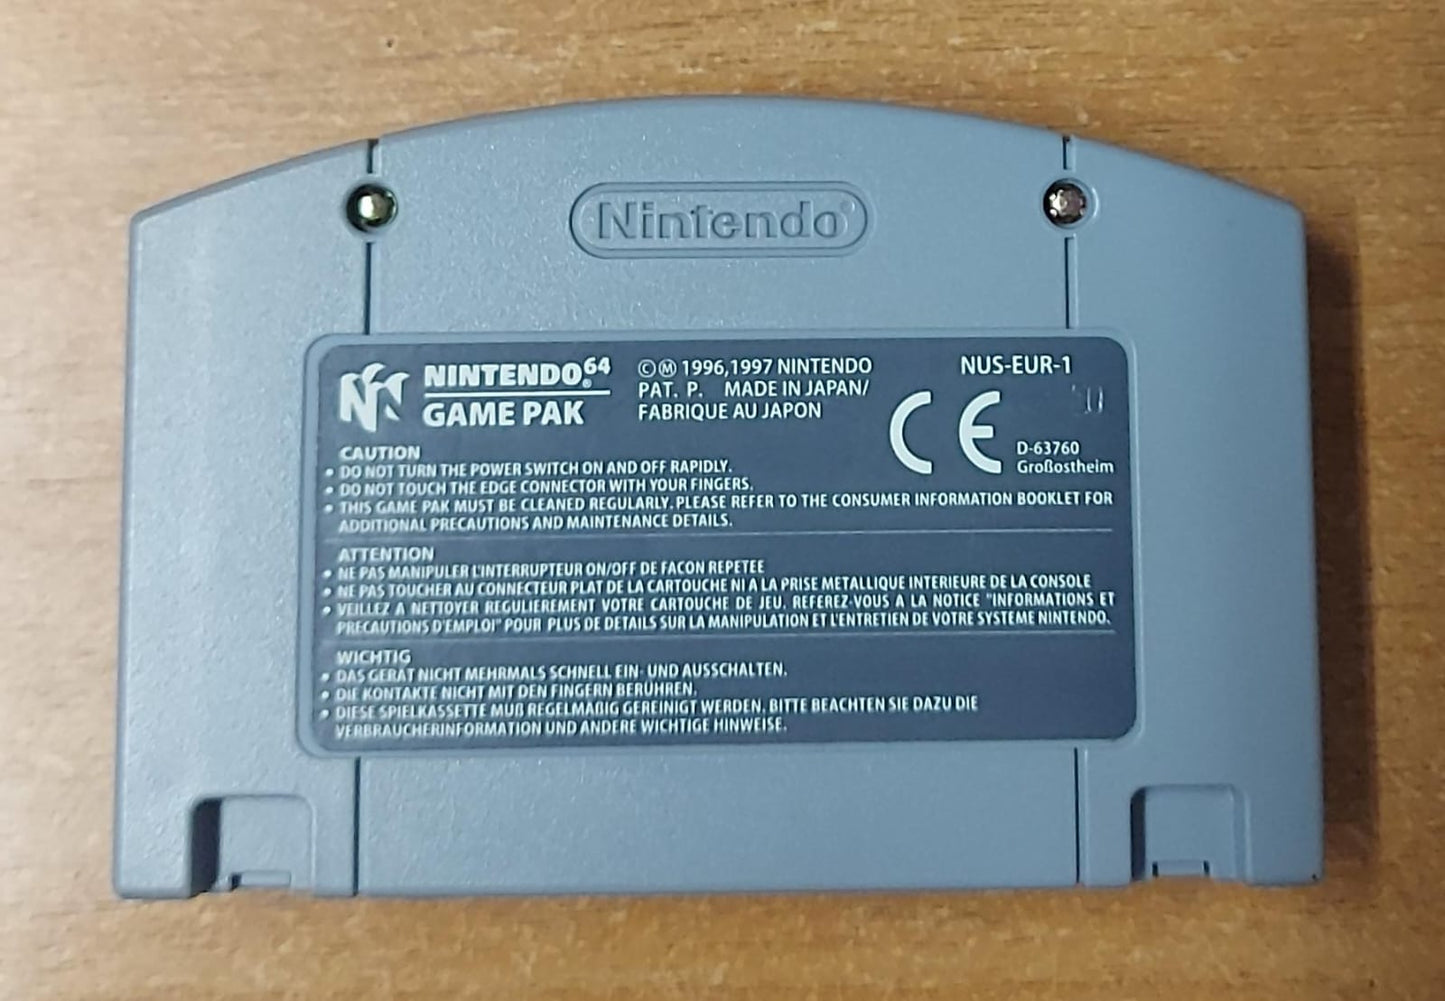 Nintendo®
NINTENDO®64
GAME PAK
©Ⓜ 1996,1997 NINTENDO
PAT. P. MADE IN JAPAN/
FABRIQUE AU JAPON
NUS-EUR-1
CE
D-63760
Großostheim
CAUTION
• DO NOT TURN THE POWER SWITCH ON AND OFF RAPIDLY.
• DO NOT TOUCH THE EDGE CONNECTOR WITH YOUR FINGERS.
• THIS GAME PAK MUST BE CLEANED REGULARLY. PLEASE REFER TO THE CONSUMER INFORMATION BOOKLET FOR
ADDITIONAL PRECAUTIONS AND MAINTENANCE DETAILS.
ATTENTION
• NE PAS MANIPULER L'INTERRUPTEUR ON/OFF DE FACON REPETEE
• NE PAS TOUCHER AU CONNECTEUR PLAT DE LA CARTOUCHE NI A LA PRISE METALLIQUE INTERIEURE DE LA CONSOLE
• VEILLEZ A NETTOYER REGULIEREMENT VOTRE CARTOUCHE DE JEU. REFEREZ-VOUS A LA NOTICE "INFORMATIONS ET
PRECAUTIONS D'EMPLOI" POUR PLUS DE DETAILS SUR LA MANIPULATION ET L'ENTRETIEN DE VOTRE SYSTEME NINTENDO.
WICHTIG
• DAS GERÄT NICHT MEHRMALS SCHNELL EIN- UND AUSSCHALTEN.
• DIE KONTAKTE NICHT MIT DEN FINGERN BERÜHREN.
• DIESE SPIELKASSETTE MUß REGELMÄßIG GEREINIGT WERDEN. BITTE BEACHTEN SIE DAZU DIE
VERBRAUCHERINFORMATION UND ANDERE WICHTIGE HINWEISE.